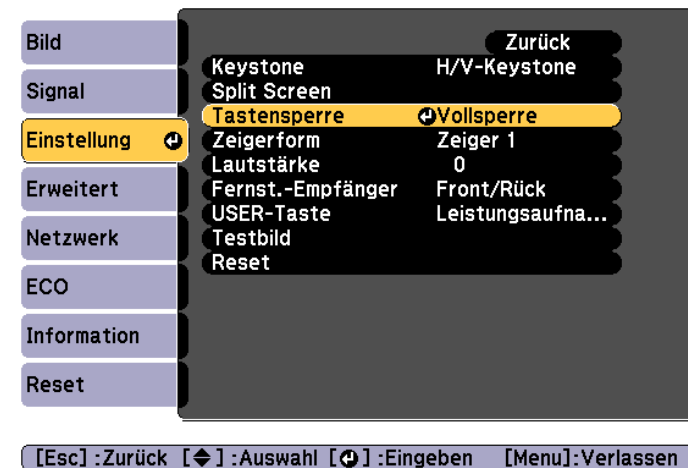 Bild
Signal
Einstellung
Erweitert
Netzwerk
ECO
Information
Reset
Zurück
Keystone H/V-Keystone
Split Screen
Tastensperre Vollsperre
Zeigerform Zeiger 1
Lautstärke 0
Fernst.-Empfänger Front/Rück
USER-Taste Leistungsaufna...
Testbild
Reset
[Esc] :Zurück [ ] :Auswahl [ ] :Eingeben [Menu]:Verlassen